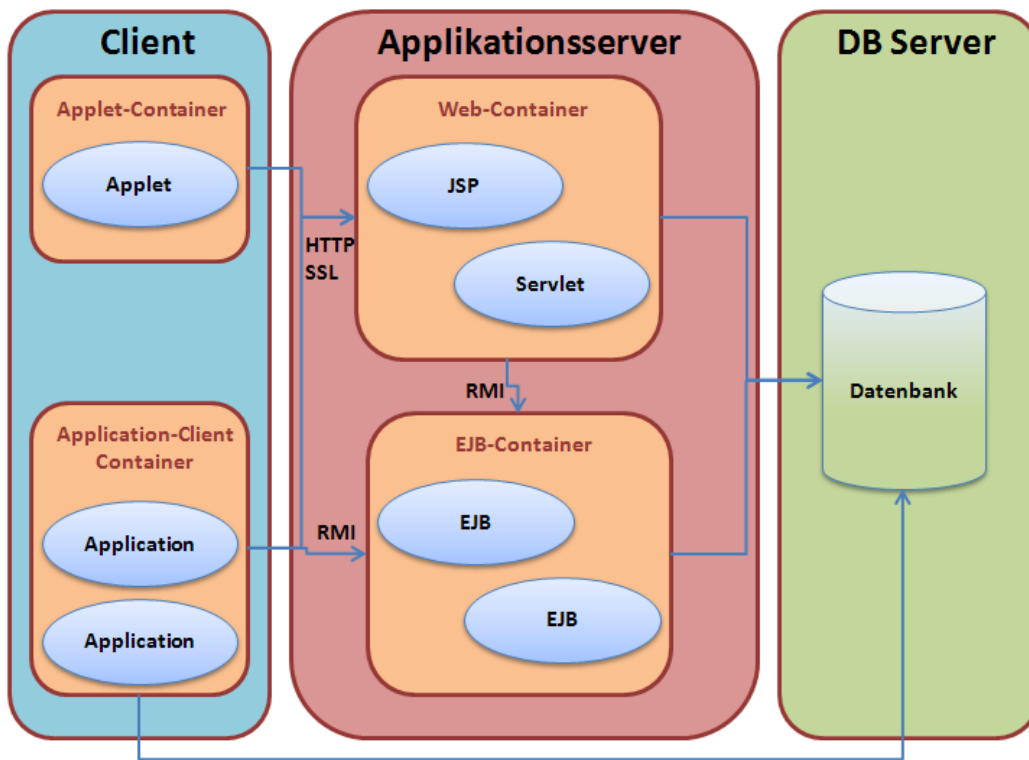 Client
Applet-Container
Applet
Application-Client
Container
Application
Application
Applikationsserver
Web-Container
JSP
Servlet
HTTP
SSL
RMI
EJB-Container
RMI
EJB
EJB
DB Server
Datenbank